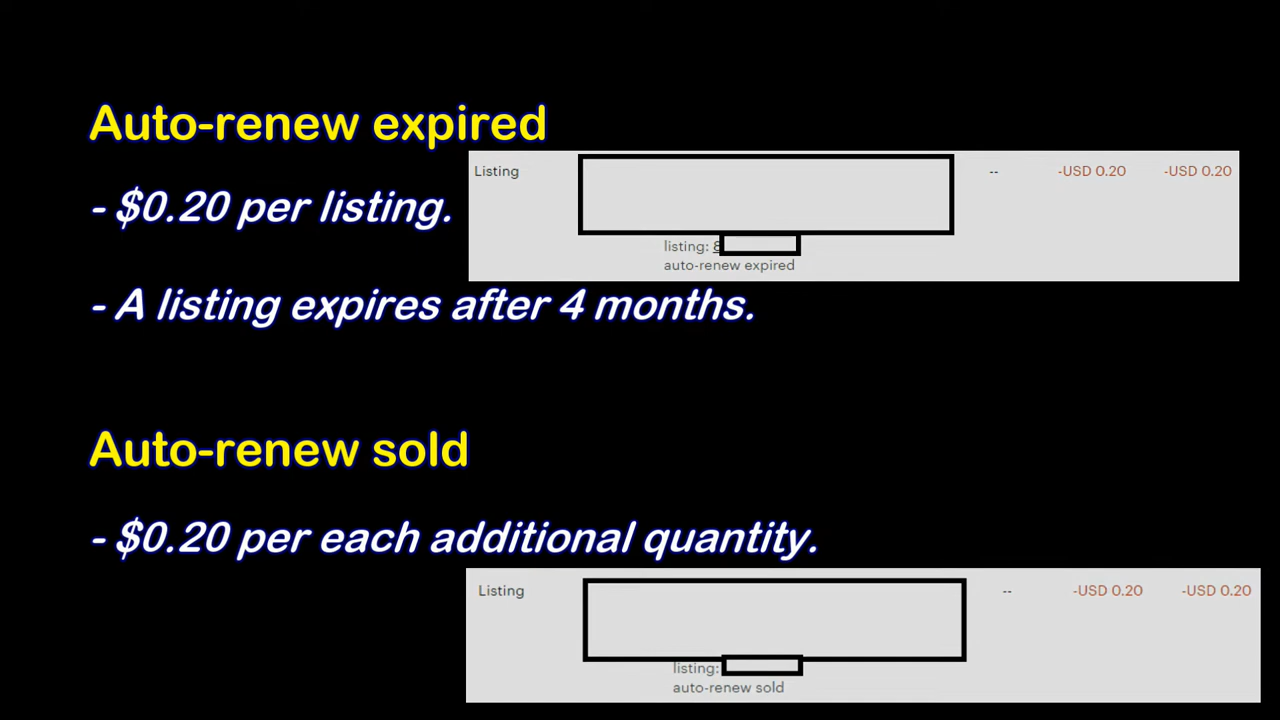 Auto-renew expired
Listing -- -USD 0.20 -USD 0.20
- $0.20 per listing.
listing: 8
auto-renew expired
- A listing expires after 4 months.
Auto-renew sold
- $0.20 per each additional quantity.
Listing -- -USD 0.20 -USD 0.20
listing:
auto-renew sold